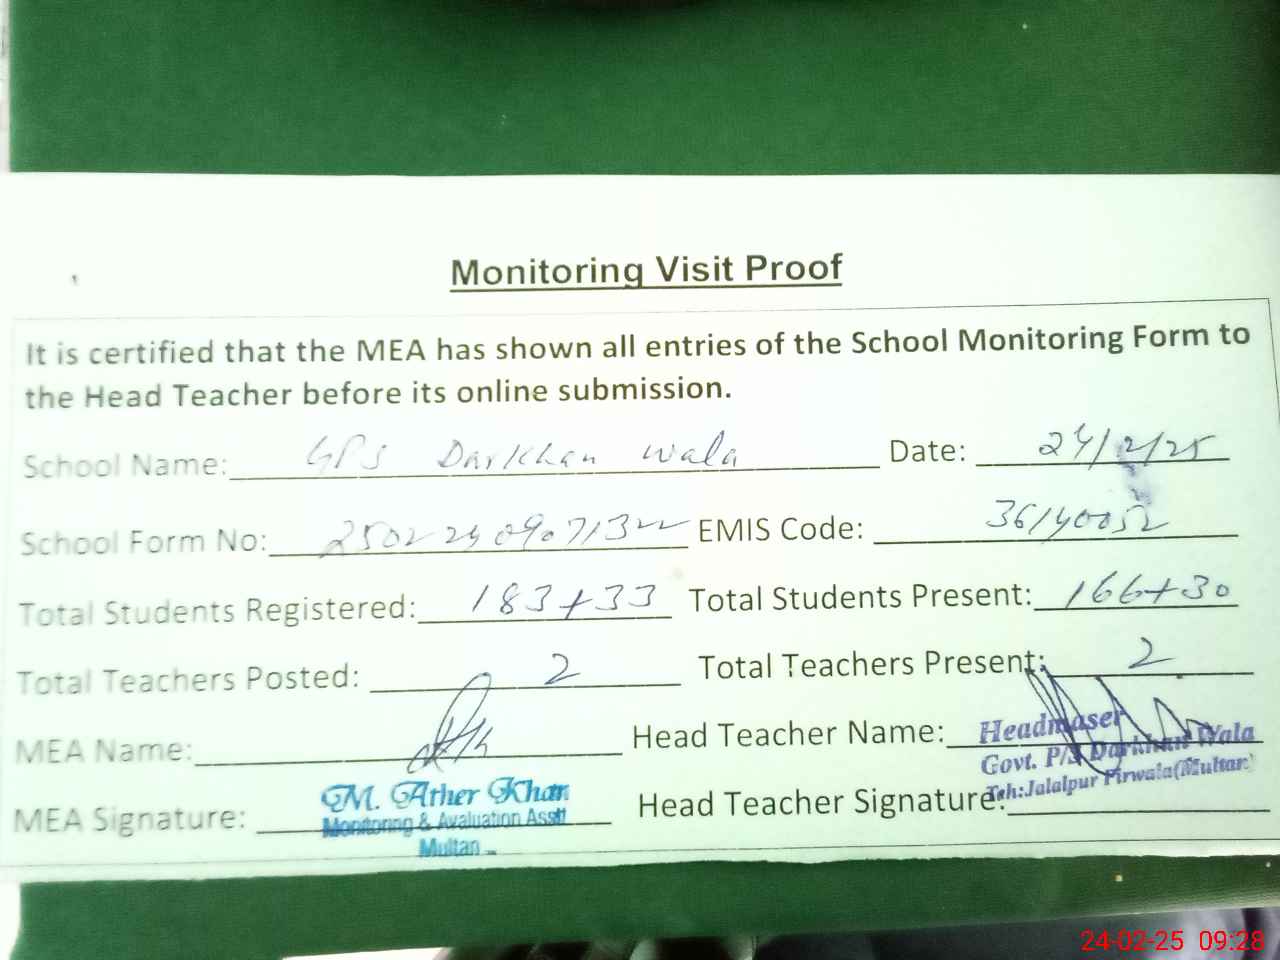 Monitoring Visit Proof
It is certified that the MEA has shown all entries of the School Monitoring Form to
the Head Teacher before its online submission.
School Name: GPS Darkhan wala Date: 24/2/25
School Form No: EMIS Code: 36140052
Total Students Registered: 183+33 Total Students Present: 166+30
Total Teachers Posted: 2 Total Teachers Present: 2
MEA Name: Head Teacher Name: Headmaser
Govt. P/S Darkhan Wala
Teh:Jalalpur Pirwala(Multan)
MEA Signature: Head Teacher Signature:
M. Ather Khan
Monitoring & Avaluation Asstt
Multan
24-02-25 09:28